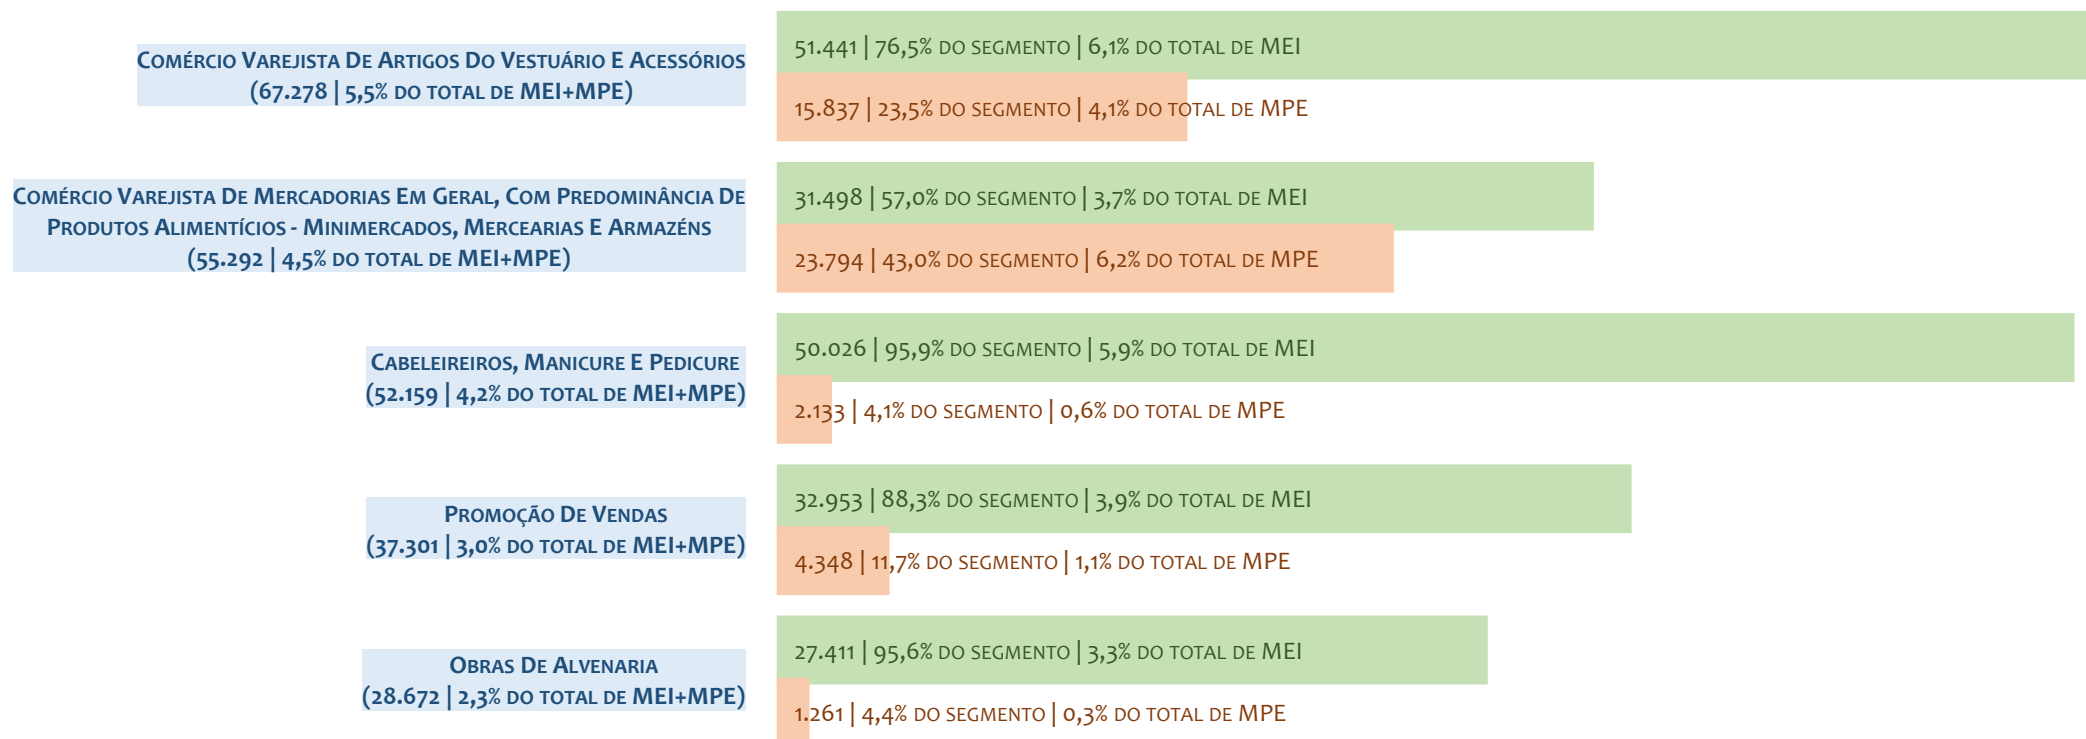 Comércio Varejista De Artigos Do Vestuário E Acessórios
(67.278 | 5,5% do total de MEI+MPE)
51.441 | 76,5% do segmento | 6,1% do total de MEI
15.837 | 23,5% do segmento | 4,1% do total de MPE
Comércio Varejista De Mercadorias Em Geral, Com Predominância De
Produtos Alimentícios - Minimercados, Mercearias E Armazéns
(55.292 | 4,5% do total de MEI+MPE)
31.498 | 57,0% do segmento | 3,7% do total de MEI
23.794 | 43,0% do segmento | 6,2% do total de MPE
Cabeleireiros, Manicure E Pedicure
(52.159 | 4,2% do total de MEI+MPE)
50.026 | 95,9% do segmento | 5,9% do total de MEI
2.133 | 4,1% do segmento | 0,6% do total de MPE
Promoção De Vendas
(37.301 | 3,0% do total de MEI+MPE)
32.953 | 88,3% do segmento | 3,9% do total de MEI
4.348 | 11,7% do segmento | 1,1% do total de MPE
Obras De Alvenaria
(28.672 | 2,3% do total de MEI+MPE)
27.411 | 95,6% do segmento | 3,3% do total de MEI
1.261 | 4,4% do segmento | 0,3% do total de MPE